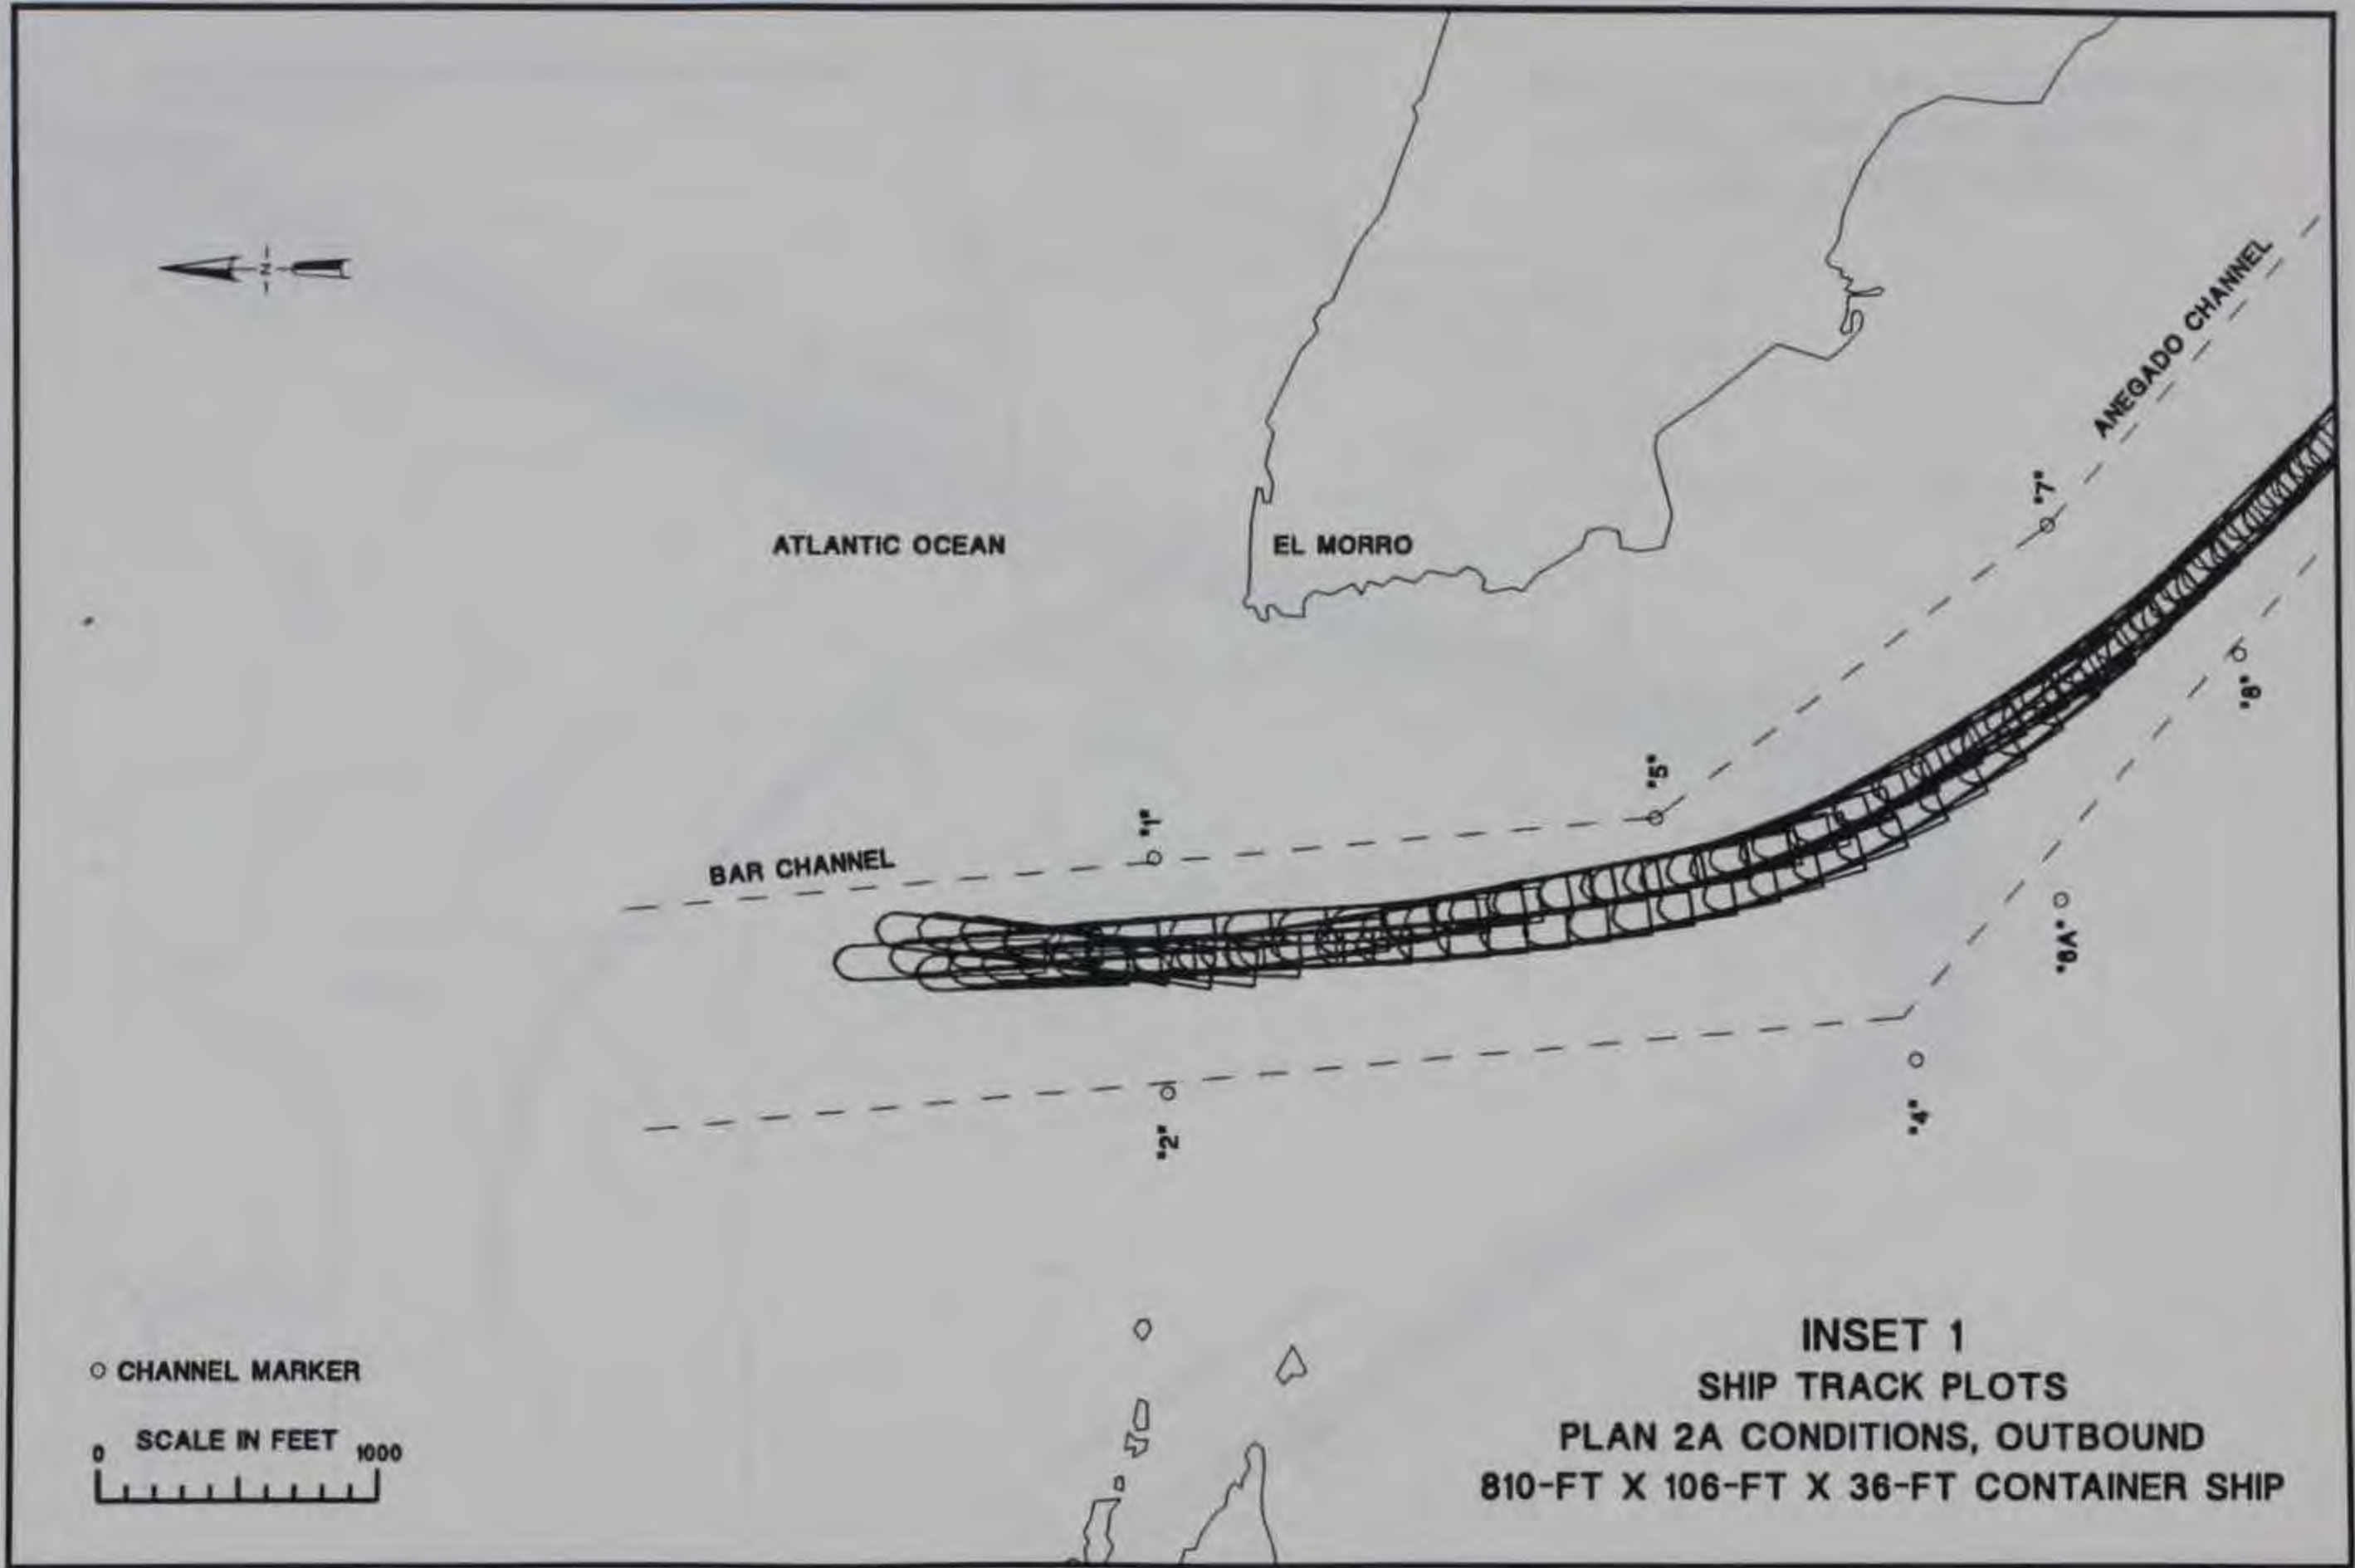 N
ANEGADO CHANNEL
"7"
ATLANTIC OCEAN
EL MORRO
"8"
"5"
"1"
BAR CHANNEL
"6A"
"4"
"2"
CHANNEL MARKER
SCALE IN FEET
0 1000
INSET 1
SHIP TRACK PLOTS
PLAN 2A CONDITIONS, OUTBOUND
810-FT X 106-FT X 36-FT CONTAINER SHIP